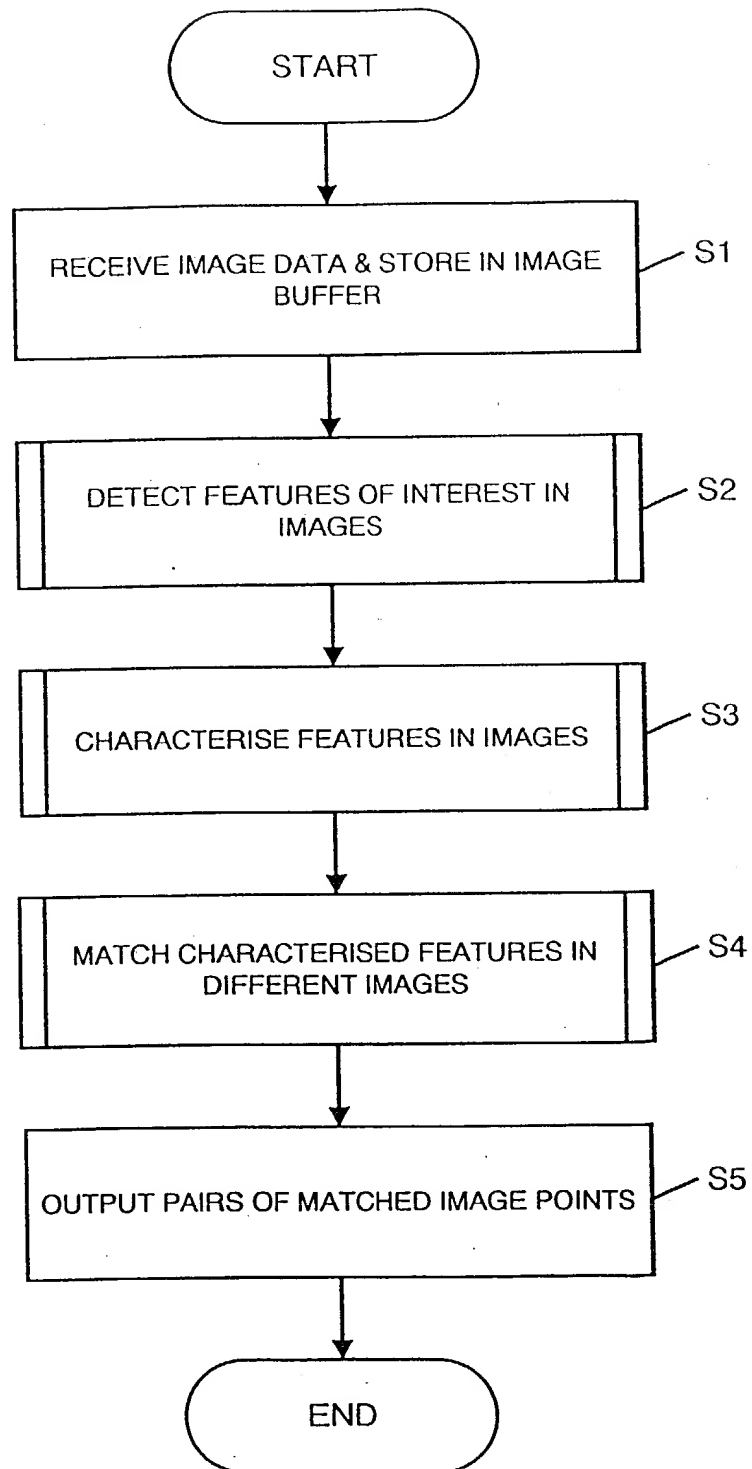 START
RECEIVE IMAGE DATA & STORE IN IMAGE
BUFFER
S1
DETECT FEATURES OF INTEREST IN
IMAGES
S2
CHARACTERISE FEATURES IN IMAGES
S3
MATCH CHARACTERISED FEATURES IN
DIFFERENT IMAGES
S4
OUTPUT PAIRS OF MATCHED IMAGE POINTS
S5
END